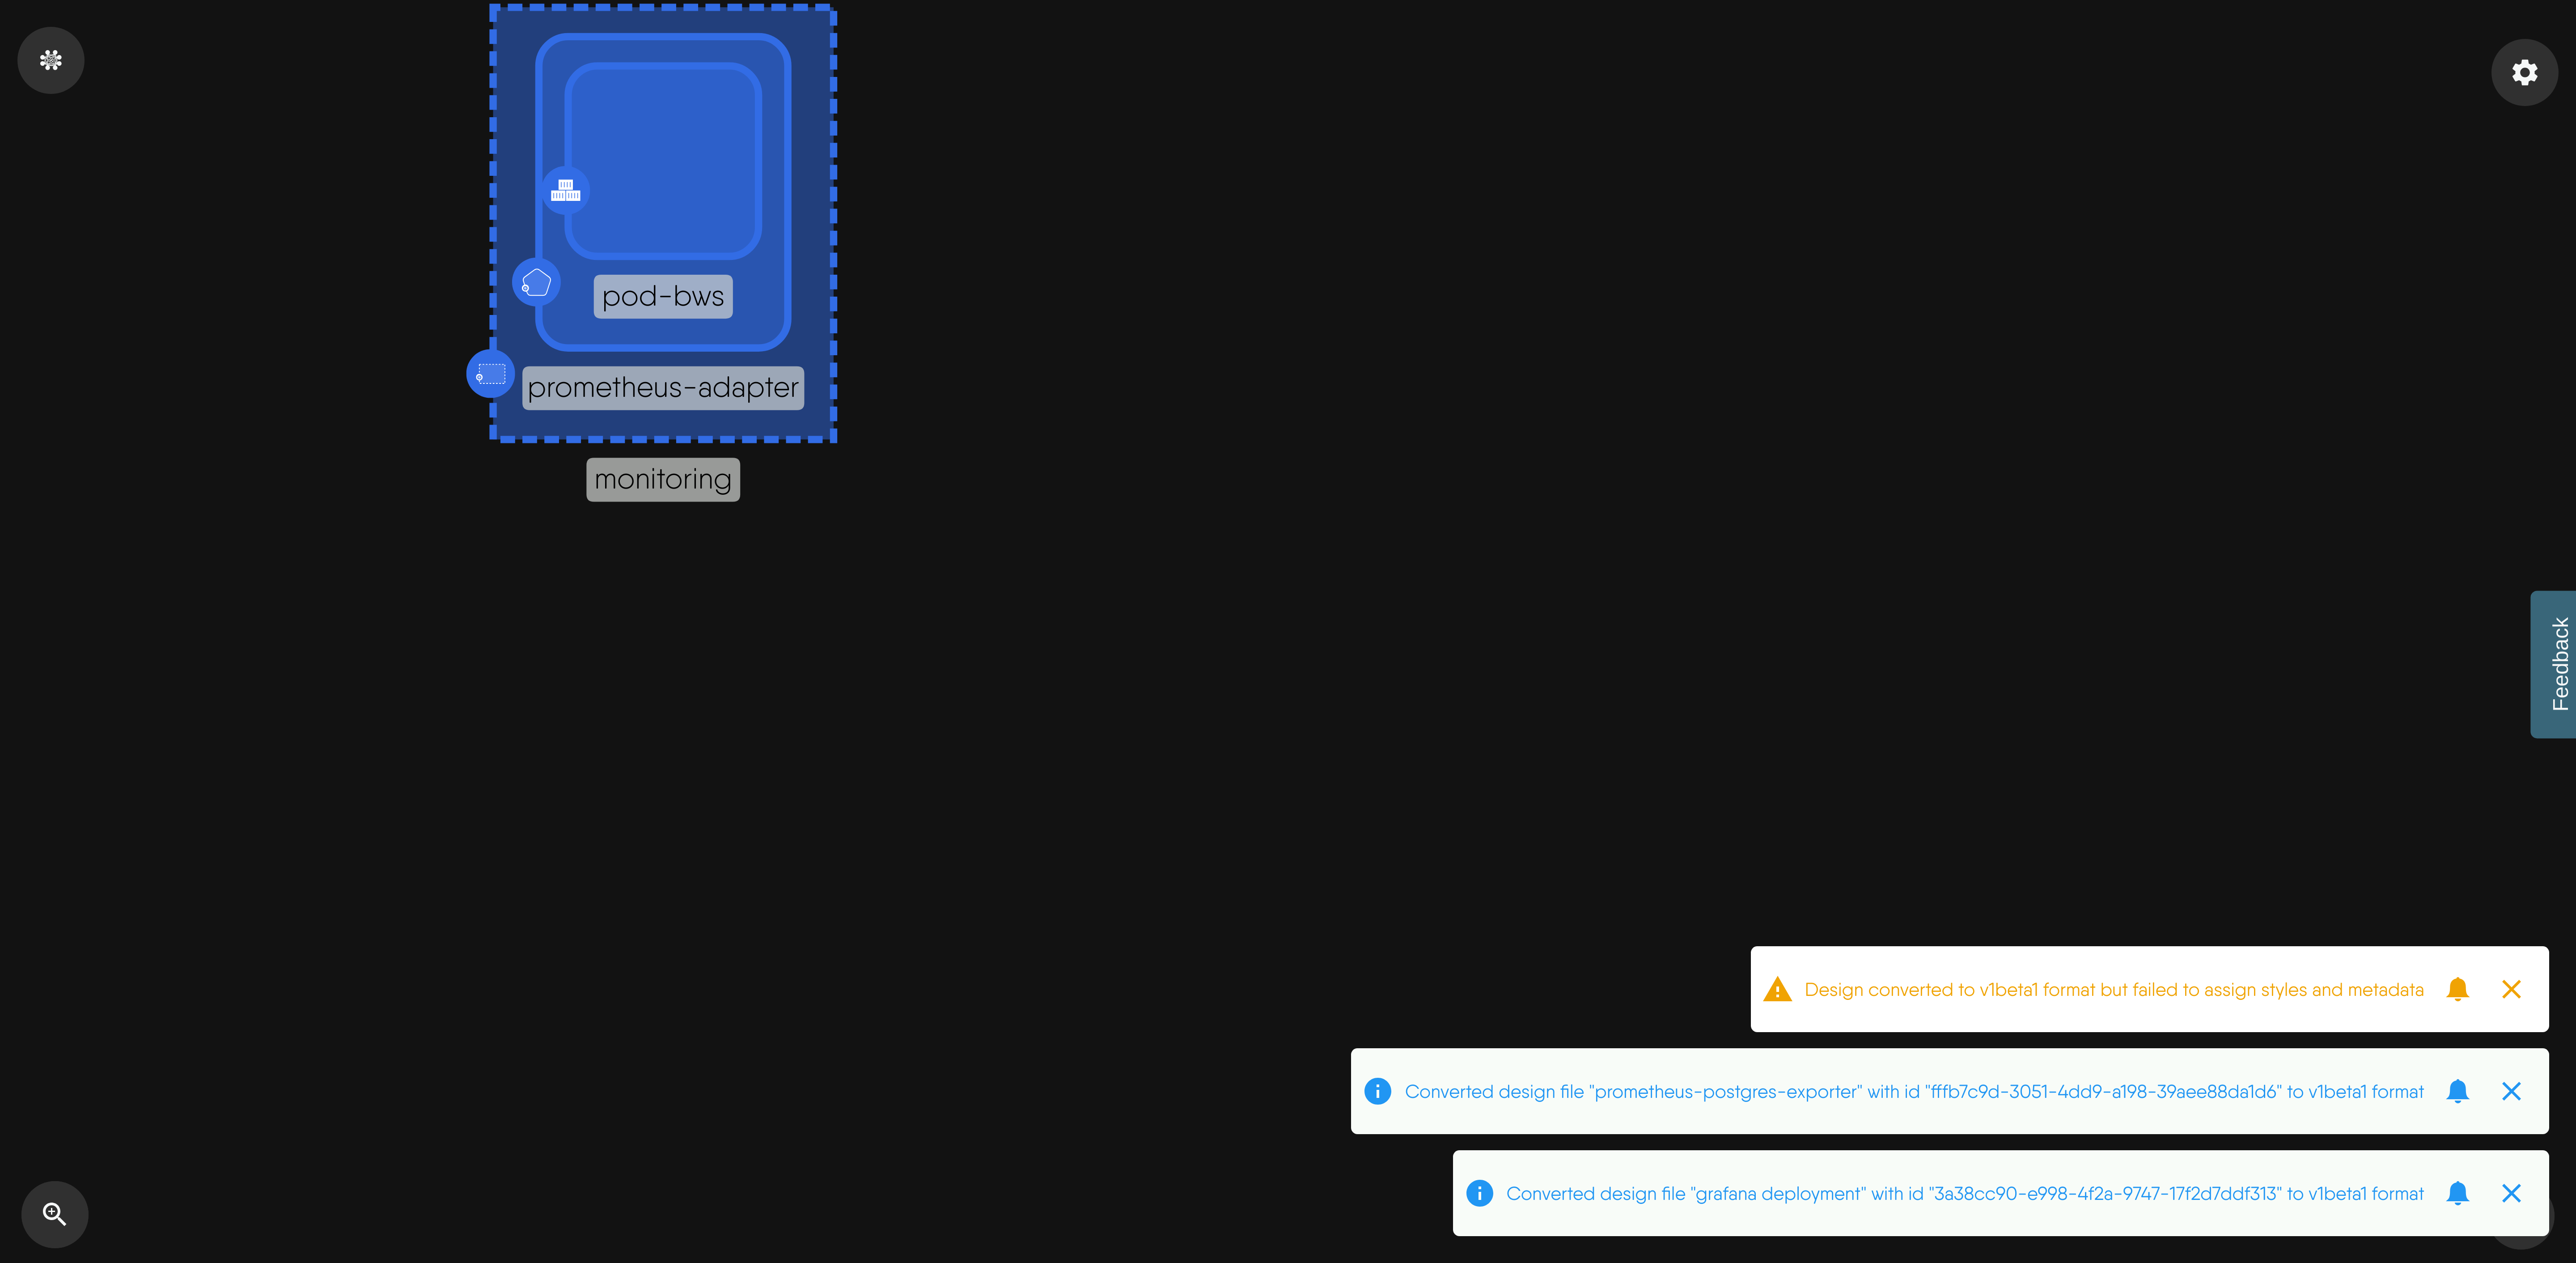 pod-bws
prometheus-adapter
monitoring
Feedback
Design converted to v1beta1 format but failed to assign styles and metadata
Converted design file "prometheus-postgres-exporter" with id "fffb7c9d-3051-4dd9-a198-39aee88da1d6" to v1beta1 format
Converted design file "grafana deployment" with id "3a38cc90-e998-4f2a-9747-17f2d7ddf313" to v1beta1 format